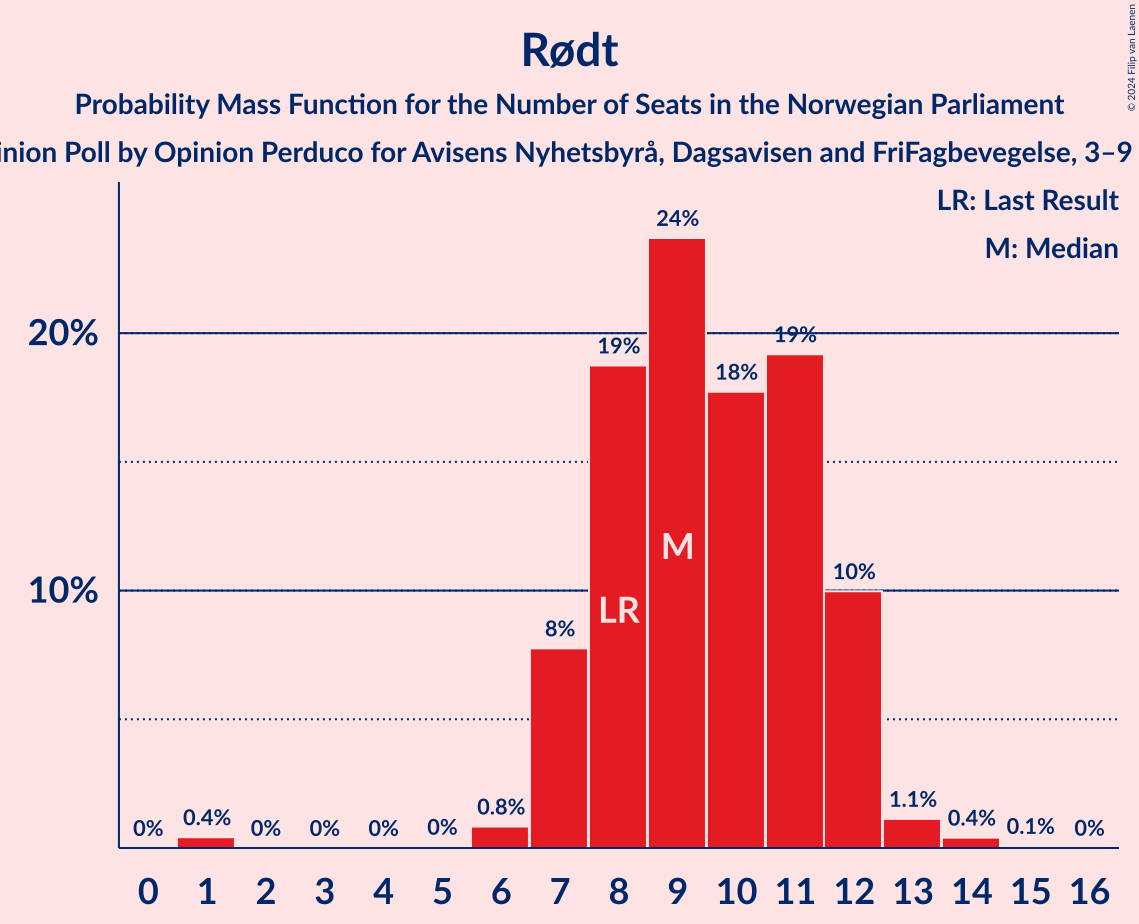 © 2024 Filip van Laenen
Rødt
Probability Mass Function for the Number of Seats in the Norwegian Parliament
Poll by Opinion Perduco for Avisens Nyhetsbyrå, Dagsavisen and FriFagbevegelse, 3–9
LR: Last Result
M: Median
24%
20%
19%
19%
18%
M
10%
10%
LR
8%
0%
0.4%
0%
0%
0%
0%
0.8%
1.1%
0.4%
0.1%
0%
0 1 2 3 4 5 6 7 8 9 10 11 12 13 14 15 16